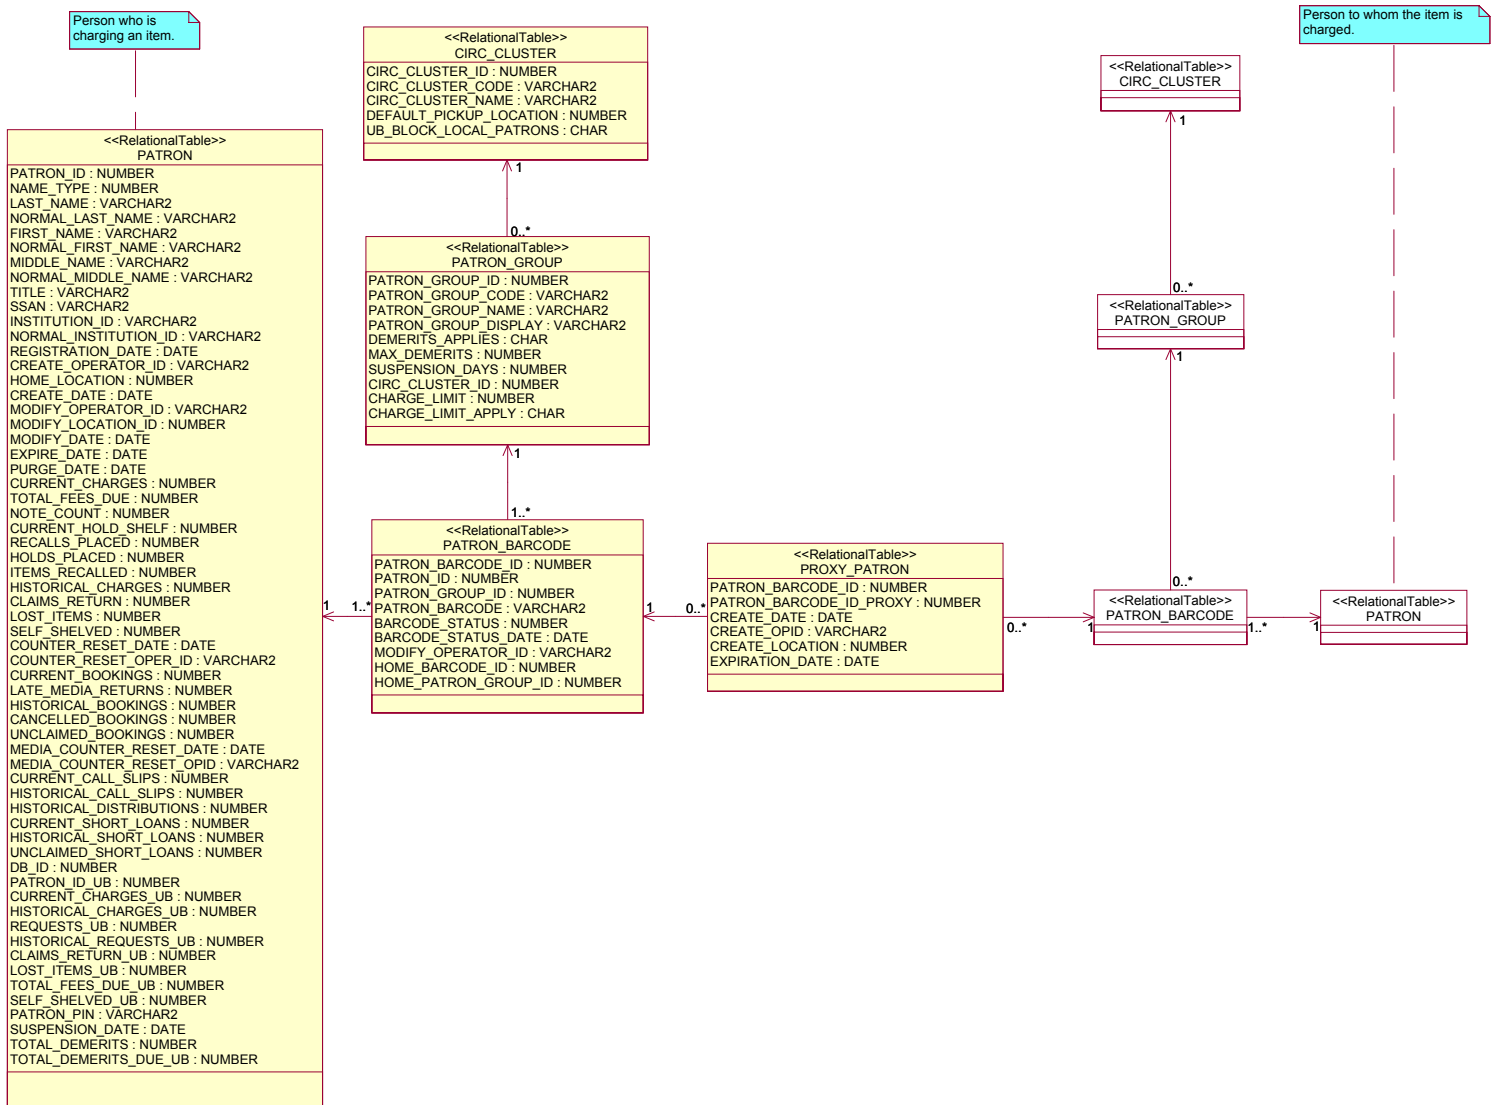 Person who is
charging an item.
<<RelationalTable>>
PATRON
PATRON_ID : NUMBER
NAME_TYPE : NUMBER
LAST_NAME : VARCHAR2
NORMAL_LAST_NAME : VARCHAR2
FIRST_NAME : VARCHAR2
NORMAL_FIRST_NAME : VARCHAR2
MIDDLE_NAME : VARCHAR2
NORMAL_MIDDLE_NAME : VARCHAR2
TITLE : VARCHAR2
SSAN : VARCHAR2
INSTITUTION_ID : VARCHAR2
NORMAL_INSTITUTION_ID : VARCHAR2
REGISTRATION_DATE : DATE
CREATE_OPERATOR_ID : VARCHAR2
HOME_LOCATION : NUMBER
CREATE_DATE : DATE
MODIFY_OPERATOR_ID : VARCHAR2
MODIFY_LOCATION_ID : NUMBER
MODIFY_DATE : DATE
EXPIRE_DATE : DATE
PURGE_DATE : DATE
CURRENT_CHARGES : NUMBER
TOTAL_FEES_DUE : NUMBER
NOTE_COUNT : NUMBER
CURRENT_HOLD_SHELF : NUMBER
RECALLS_PLACED : NUMBER
HOLDS_PLACED : NUMBER
ITEMS_RECALLED : NUMBER
HISTORICAL_CHARGES : NUMBER
CLAIMS_RETURN : NUMBER
LOST_ITEMS : NUMBER
SELF_SHELVED : NUMBER
COUNTER_RESET_DATE : DATE
COUNTER_RESET_OPER_ID : VARCHAR2
CURRENT_BOOKINGS : NUMBER
LATE_MEDIA_RETURNS : NUMBER
HISTORICAL_BOOKINGS : NUMBER
CANCELLED_BOOKINGS : NUMBER
UNCLAIMED_BOOKINGS : NUMBER
MEDIA_COUNTER_RESET_DATE : DATE
MEDIA_COUNTER_RESET_OPID : VARCHAR2
CURRENT_CALL_SLIPS : NUMBER
HISTORICAL_CALL_SLIPS : NUMBER
HISTORICAL_DISTRIBUTIONS : NUMBER
CURRENT_SHORT_LOANS : NUMBER
HISTORICAL_SHORT_LOANS : NUMBER
UNCLAIMED_SHORT_LOANS : NUMBER
DB_ID : NUMBER
PATRON_ID_UB : NUMBER
CURRENT_CHARGES_UB : NUMBER
HISTORICAL_CHARGES_UB : NUMBER
REQUESTS_UB : NUMBER
HISTORICAL_REQUESTS_UB : NUMBER
CLAIMS_RETURN_UB : NUMBER
LOST_ITEMS_UB : NUMBER
TOTAL_FEES_DUE_UB : NUMBER
SELF_SHELVED_UB : NUMBER
PATRON_PIN : VARCHAR2
SUSPENSION_DATE : DATE
TOTAL_DEMERITS : NUMBER
TOTAL_DEMERITS_DUE_UB : NUMBER
<<RelationalTable>>
CIRC_CLUSTER
CIRC_CLUSTER_ID : NUMBER
CIRC_CLUSTER_CODE : VARCHAR2
CIRC_CLUSTER_NAME : VARCHAR2
DEFAULT_PICKUP_LOCATION : NUMBER
UB_BLOCK_LOCAL_PATRONS : CHAR
1
0..*
<<RelationalTable>>
PATRON_GROUP
PATRON_GROUP_ID : NUMBER
PATRON_GROUP_CODE : VARCHAR2
PATRON_GROUP_NAME : VARCHAR2
PATRON_GROUP_DISPLAY : VARCHAR2
DEMERITS_APPLIES : CHAR
MAX_DEMERITS : NUMBER
SUSPENSION_DAYS : NUMBER
CIRC_CLUSTER_ID : NUMBER
CHARGE_LIMIT : NUMBER
CHARGE_LIMIT_APPLY : CHAR
1
1..*
<<RelationalTable>>
PATRON_BARCODE
PATRON_BARCODE_ID : NUMBER
PATRON_ID : NUMBER
PATRON_GROUP_ID : NUMBER
PATRON_BARCODE : VARCHAR2
BARCODE_STATUS : NUMBER
BARCODE_STATUS_DATE : DATE
MODIFY_OPERATOR_ID : VARCHAR2
HOME_BARCODE_ID : NUMBER
HOME_PATRON_GROUP_ID : NUMBER
1 1..*
1 0..*
<<RelationalTable>>
PROXY_PATRON
PATRON_BARCODE_ID : NUMBER
PATRON_BARCODE_ID_PROXY : NUMBER
CREATE_DATE : DATE
CREATE_OPID : VARCHAR2
CREATE_LOCATION : NUMBER
EXPIRATION_DATE : DATE
0..* 1
<<RelationalTable>>
CIRC_CLUSTER
1
0..*
<<RelationalTable>>
PATRON_GROUP
1
0..*
<<RelationalTable>>
PATRON_BARCODE
1..* 1
Person to whom the item is
charged.
<<RelationalTable>>
PATRON